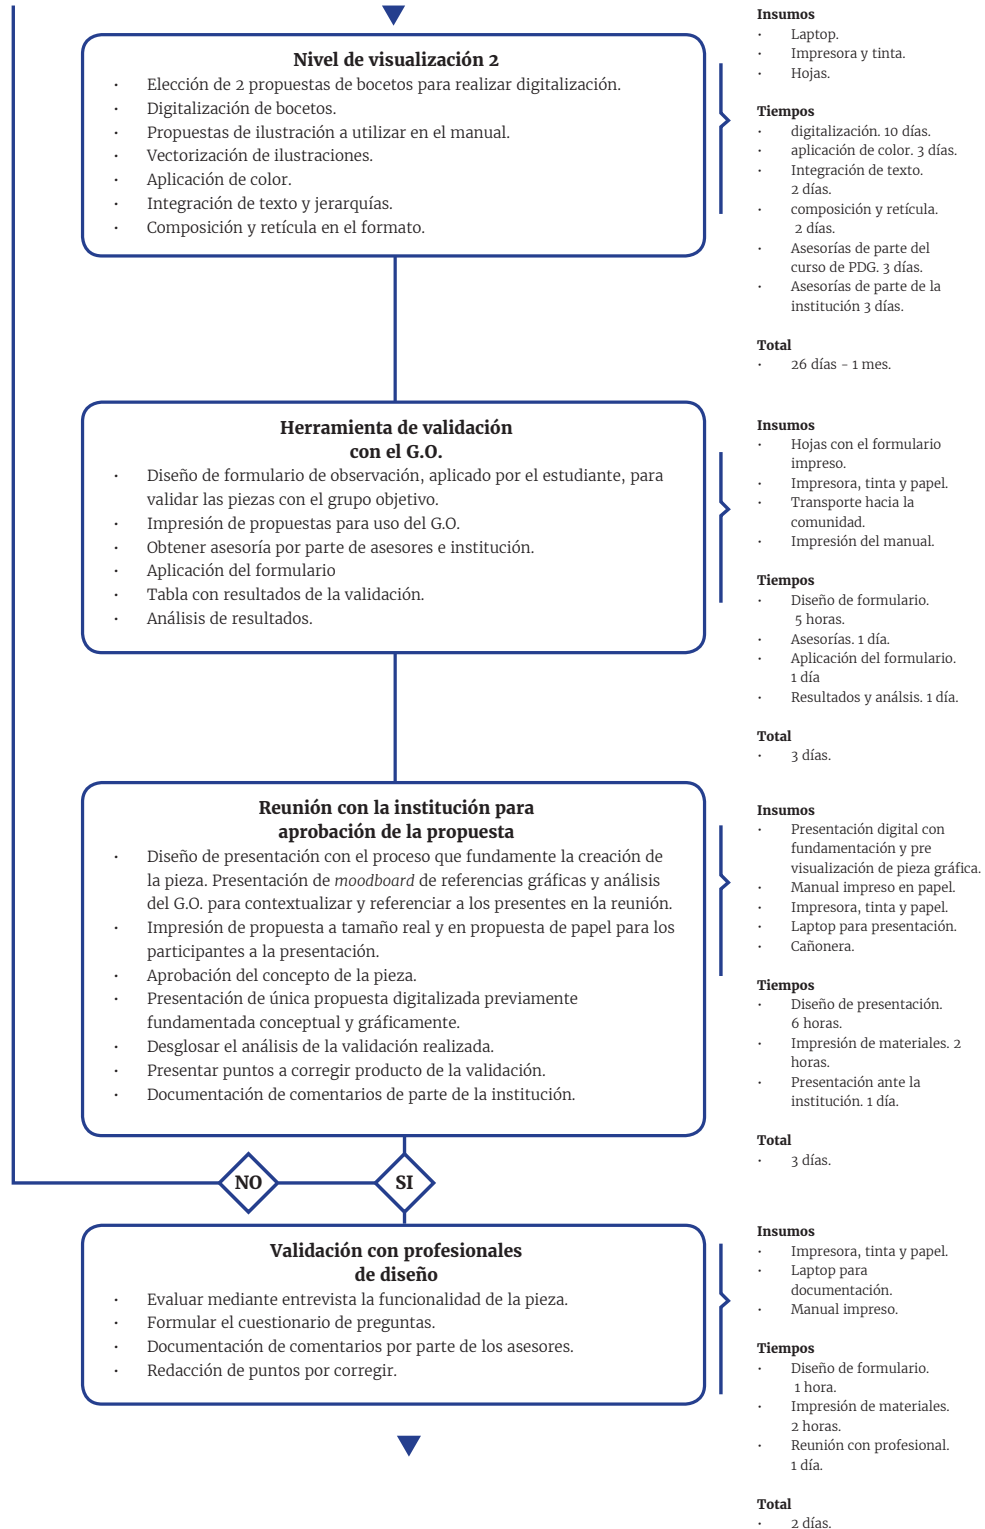 Nivel de visualización 2
· Elección de 2 propuestas de bocetos para realizar digitalización.
· Digitalización de bocetos.
· Propuestas de ilustración a utilizar en el manual.
· Vectorización de ilustraciones.
· Aplicación de color.
· Integración de texto y jerarquías.
· Composición y retícula en el formato.
Insumos
· Laptop.
· Impresora y tinta.
· Hojas.
Tiempos
· digitalización. 10 días.
· aplicación de color. 3 días.
· Integración de texto.
2 días.
· composición y retícula.
2 días.
· Asesorías de parte del
curso de PDG. 3 días.
· Asesorías de parte de la
institución 3 días.
Total
· 26 días - 1 mes.
Herramienta de validación
con el G.O.
· Diseño de formulario de observación, aplicado por el estudiante, para
validar las piezas con el grupo objetivo.
· Impresión de propuestas para uso del G.O.
· Obtener asesoría por parte de asesores e institución.
· Aplicación del formulario
· Tabla con resultados de la validación.
· Análisis de resultados.
Insumos
· Hojas con el formulario
impreso.
· Impresora, tinta y papel.
· Transporte hacia la
comunidad.
· Impresión del manual.
Tiempos
· Diseño de formulario.
5 horas.
· Asesorías. 1 día.
· Aplicación del formulario.
1 día
· Resultados y análsis. 1 día.
Total
· 3 días.
Reunión con la institución para
aprobación de la propuesta
· Diseño de presentación con el proceso que fundamente la creación de
la pieza. Presentación de moodboard de referencias gráficas y análisis
del G.O. para contextualizar y referenciar a los presentes en la reunión.
· Impresión de propuesta a tamaño real y en propuesta de papel para los
participantes a la presentación.
· Aprobación del concepto de la pieza.
· Presentación de única propuesta digitalizada previamente
fundamentada conceptual y gráficamente.
· Desglosar el análisis de la validación realizada.
· Presentar puntos a corregir producto de la validación.
· Documentación de comentarios de parte de la institución.
Insumos
· Presentación digital con
fundamentación y pre
visualización de pieza gráfica.
· Manual impreso en papel.
· Impresora, tinta y papel.
· Laptop para presentación.
· Cañonera.
Tiempos
· Diseño de presentación.
6 horas.
· Impresión de materiales. 2
horas.
· Presentación ante la
institución. 1 día.
Total
· 3 días.
NO
SI
Validación con profesionales
de diseño
· Evaluar mediante entrevista la funcionalidad de la pieza.
· Formular el cuestionario de preguntas.
· Documentación de comentarios por parte de los asesores.
· Redacción de puntos por corregir.
Insumos
· Impresora, tinta y papel.
· Laptop para
documentación.
· Manual impreso.
Tiempos
· Diseño de formulario.
1 hora.
· Impresión de materiales.
2 horas.
· Reunión con profesional.
1 día.
Total
· 2 días.